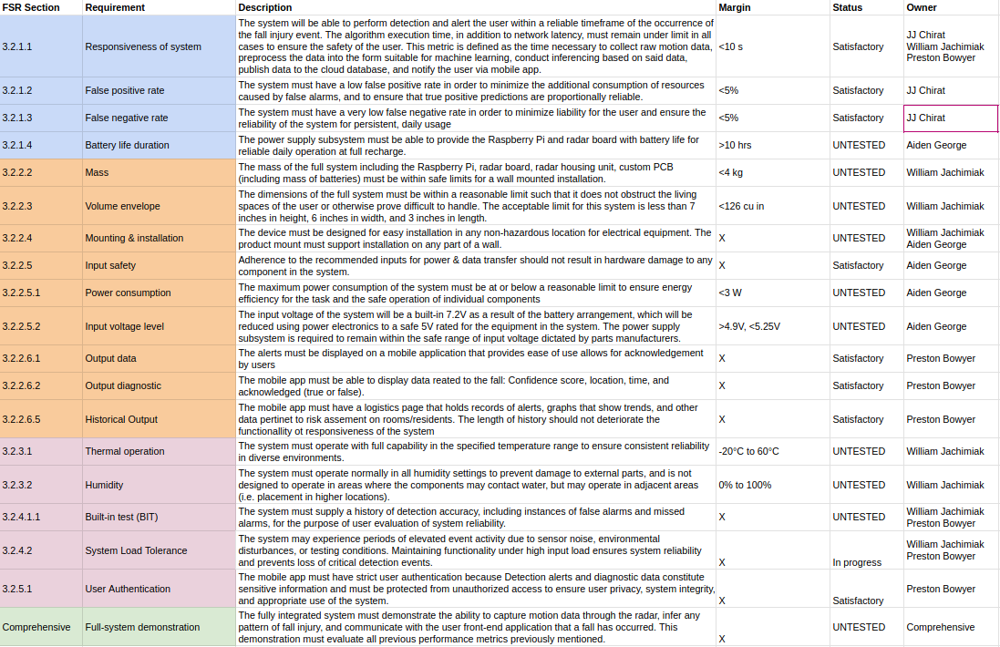 FSR Section Requirement Description Margin Status Owner
3.2.1.1 Responsiveness of system
The system will be able to perform detection and alert the user within a reliable timeframe of the occurrence of
the fall injury event. The algorithm execution time, in addition to network latency, must remain under limit in all
cases to ensure the safety of the user. This metric is defined as the time necessary to collect raw motion data,
preprocess the data into the form suitable for machine learning, conduct inferencing based on said data,
publish data to the cloud database, and notify the user via mobile app.
<10 s Satisfactory
JJ Chirat
William Jachimiak
Preston Bowyer
3.2.1.2 False positive rate
The system must have a low false positive rate in order to minimize the additional consumption of resources
caused by false alarms, and to ensure that true positive predictions are proportionally reliable.
<5% Satisfactory JJ Chirat
3.2.1.3 False negative rate
The system must have a very low false negative rate in order to minimize liability for the user and ensure the
reliability of the system for persistent, daily usage
<5% Satisfactory JJ Chirat
3.2.1.4 Battery life duration
The power supply subsystem must be able to provide the Raspberry Pi and radar board with battery life for
reliable daily operation at full recharge.
>10 hrs UNTESTED Aiden George
3.2.2.2 Mass
The mass of the full system including the Raspberry Pi, radar board, radar housing unit, custom PCB
(including mass of batteries) must be within safe limits for a wall mounted installation.
<4 kg UNTESTED William Jachimiak
3.2.2.3 Volume envelope
The dimensions of the full system must be within a reasonable limit such that it does not obstruct the living
spaces of the user or otherwise prove difficult to handle. The acceptable limit for this system is less than 7
inches in height, 6 inches in width, and 3 inches in length.
<126 cu in UNTESTED William Jachimiak
3.2.2.4 Mounting & installation
The device must be designed for easy installation in any non-hazardous location for electrical equipment. The
product mount must support installation on any part of a wall.
X UNTESTED
William Jachimiak
Aiden George
3.2.2.5 Input safety
Adherence to the recommended inputs for power & data transfer should not result in hardware damage to any
component in the system.
X Satisfactory Aiden George
3.2.2.5.1 Power consumption
The maximum power consumption of the system must be at or below a reasonable limit to ensure energy
efficiency for the task and the safe operation of individual components
<3 W UNTESTED Aiden George
3.2.2.5.2 Input voltage level
The input voltage of the system will be a built-in 7.2V as a result of the battery arrangement, which will be
reduced using power electronics to a safe 5V rated for the equipment in the system. The power supply
subsystem is required to remain within the safe range of input voltage dictated by parts manufacturers.
>4.9V, <5.25V UNTESTED Aiden George
3.2.2.6.1 Output data
The alerts must be displayed on a mobile application that provides ease of use allows for acknowledgement
by users
X Satisfactory Preston Bowyer
3.2.2.6.2 Output diagnostic
The mobile app must be able to display data reated to the fall: Confidence score, location, time, and
acknowledged (true or false).
X Satisfactory Preston Bowyer
3.2.2.6.5 Historical Output
The mobile app must have a logistics page that holds records of alerts, graphs that show trends, and other
data pertinet to risk assement on rooms/residents. The length of history should not deteriorate the
functionallity ot responsiveness of the system
X Satisfactory Preston Bowyer
3.2.3.1 Thermal operation
The system must operate with full capability in the specified temperature range to ensure consistent reliability
in diverse environments.
-20°C to 60°C UNTESTED William Jachimiak
3.2.3.2 Humidity
The system must operate normally in all humidity settings to prevent damage to external parts, and is not
designed to operate in areas where the components may contact water, but may operate in adjacent areas
(i.e. placement in higher locations).
0% to 100% UNTESTED William Jachimiak
3.2.4.1.1 Built-in test (BIT)
The system must supply a history of detection accuracy, including instances of false alarms and missed
alarms, for the purpose of user evaluation of system reliability.
X UNTESTED
William Jachimiak
Preston Bowyer
3.2.4.2 System Load Tolerance
The system may experience periods of elevated event activity due to sensor noise, environmental
disturbances, or testing conditions. Maintaining functionality under high input load ensures system reliability
and prevents loss of critical detection events.
X In progress
William Jachimiak
Preston Bowyer
3.2.5.1 User Authentication
The mobile app must have strict user authentication because Detection alerts and diagnostic data constitute
sensitive information and must be protected from unauthorized access to ensure user privacy, system integrity,
and appropriate use of the system.
X Satisfactory Preston Bowyer
Comprehensive Full-system demonstration
The fully integrated system must demonstrate the ability to capture motion data through the radar, infer any
pattern of fall injury, and communicate with the user front-end application that a fall has occurred. This
demonstration must evaluate all previous performance metrics previously mentioned.
X UNTESTED Comprehensive